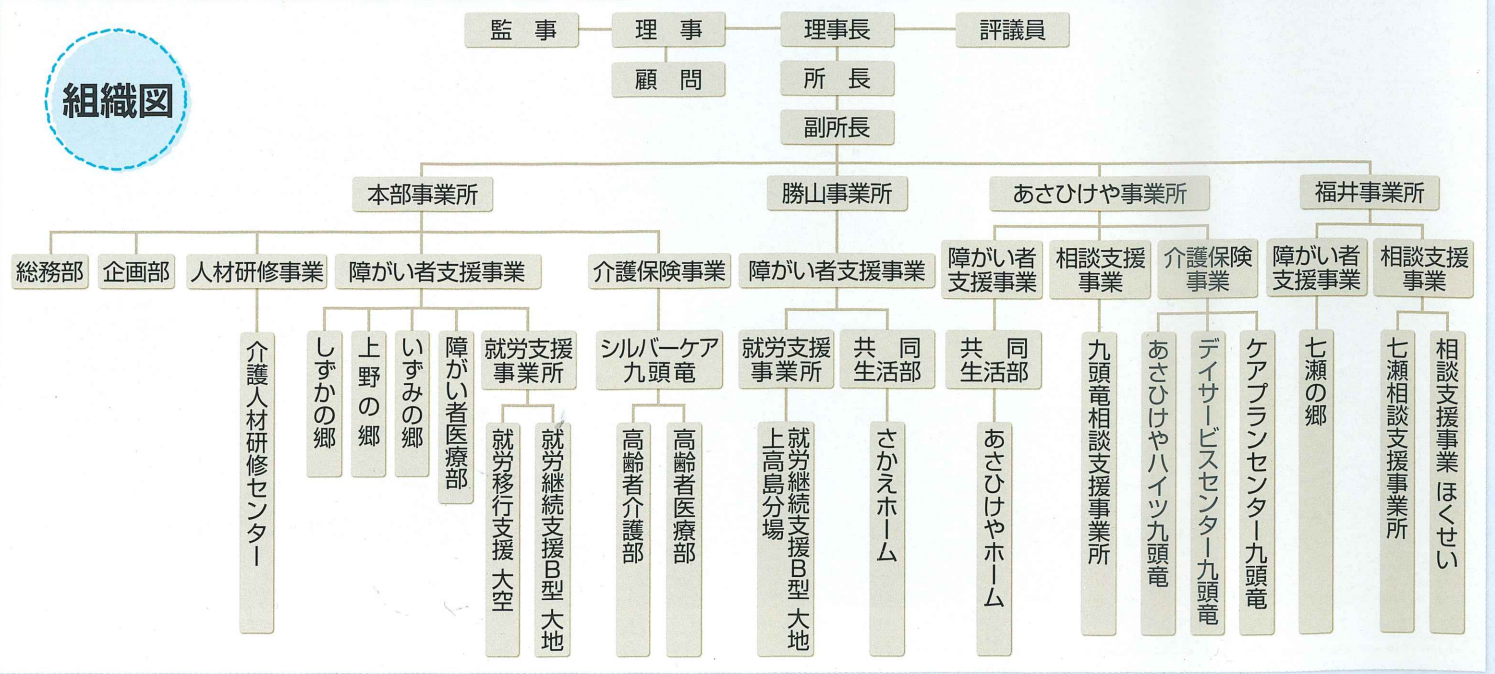 組織図
監事
理事
理事長
評議員
顧問
所長
副所長
本部事業所
勝山事業所
あさひけや事業所
福井事業所
総務部
企画部
人材研修事業
障がい者支援事業
介護保険事業
障がい者支援事業
障がい者
支援事業
相談支援
事業
介護保険
事業
障がい者
支援事業
相談支援
事業
介護人材研修センター
しずかの郷
上野の郷
いずみの郷
障がい者医療部
就労支援
事業所
シルバーケア
九頭竜
就労支援
事業所
共同
生活部
共同
生活部
九頭竜相談支援事業所
あさひけやハイツ九頭竜
デイサービスセンター九頭竜
ケアプランセンター九頭竜
七瀬の郷
七瀬相談支援事業所
相談支援事業 ほくせい
就労移行支援 大空
就労継続支援B型 大地
高齢者介護部
高齢者医療部
就労継続支援B型 大地
上高島分場
さかえホーム
あさひけやホーム